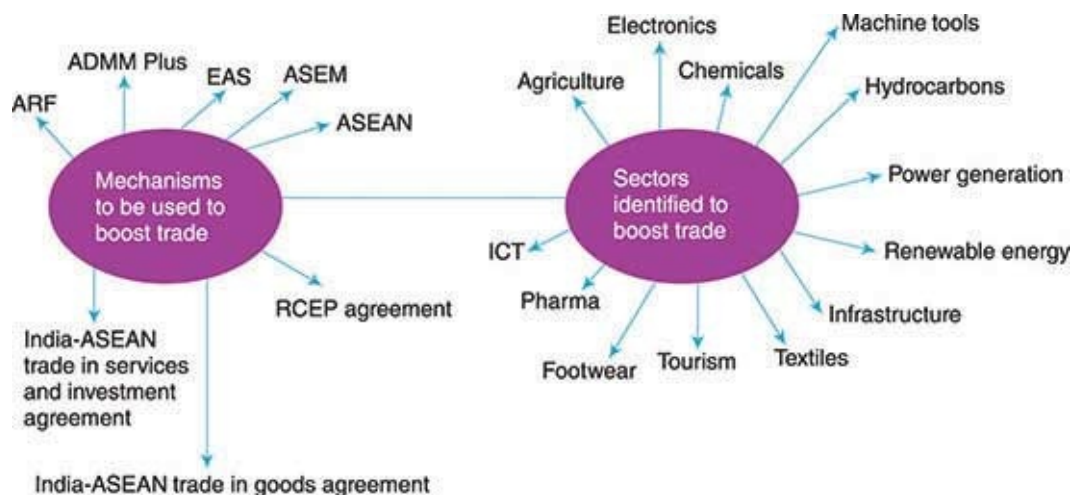 ARF
ADMM Plus
EAS
ASEM
ASEAN
Mechanisms
to be used to
boost trade
RCEP agreement
India-ASEAN
trade in services
and investment
agreement
India-ASEAN trade in goods agreement
Electronics
Agriculture
Chemicals
Machine tools
Hydrocarbons
Sectors
identified to
boost trade
Power generation
Renewable energy
Infrastructure
Textiles
Tourism
Footwear
Pharma
ICT